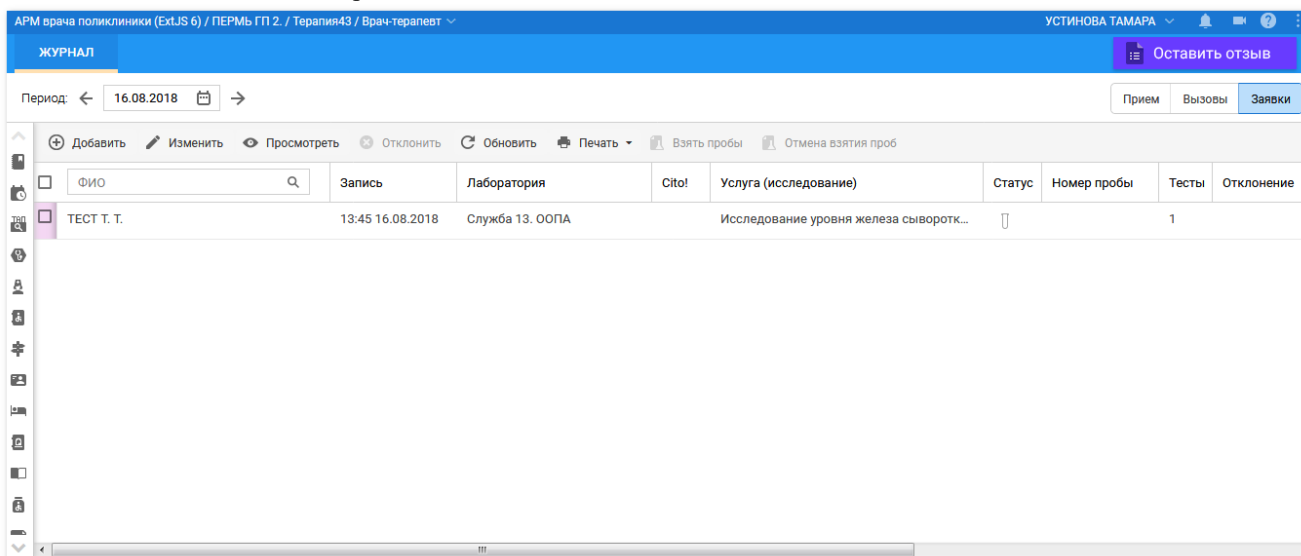 АРМ врача поликлиники (ExtJS 6) / ПЕРМЬ ГП 2. / Терапия43 / Врач-терапевт УСТИНОВА ТАМАРА
ЖУРНАЛ Оставить отзыв
Период: 16.08.2018 Прием Вызовы Заявки
Добавить Изменить Просмотреть Отклонить Обновить Печать Взять пробы Отмена взятия проб
ФИО Запись Лаборатория Cito! Услуга (исследование) Статус Номер пробы Тесты Отклонение
ТЕСТ Т. Т. 13:45 16.08.2018 Служба 13. ООПА Исследование уровня железа сыворотк... 1
ТАП